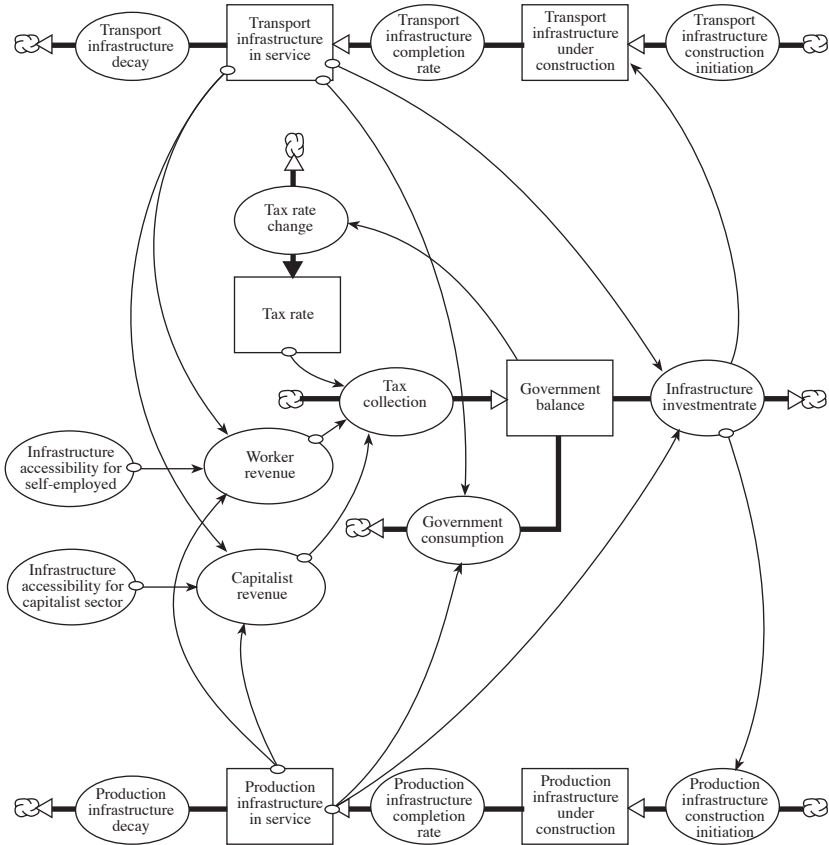 Transport
infrastructure
decay
Transport
infrastructure
in service
Transport
infrastructure
completion
rate
Transport
infrastructure
under
construction
Transport
infrastructure
construction
initiation
Tax rate
change
Tax rate
Tax
collection
Government
balance
Infrastructure
investmentrate
Infrastructure
accessibility for
self-employed
Worker
revenue
Government
consumption
Infrastructure
accessibility for
capitalist sector
Capitalist
revenue
Production
infrastructure
decay
Production
infrastructure
in service
Production
infrastructure
completion
rate
Production
infrastructure
under
construction
Production
infrastructure
construction
initiation